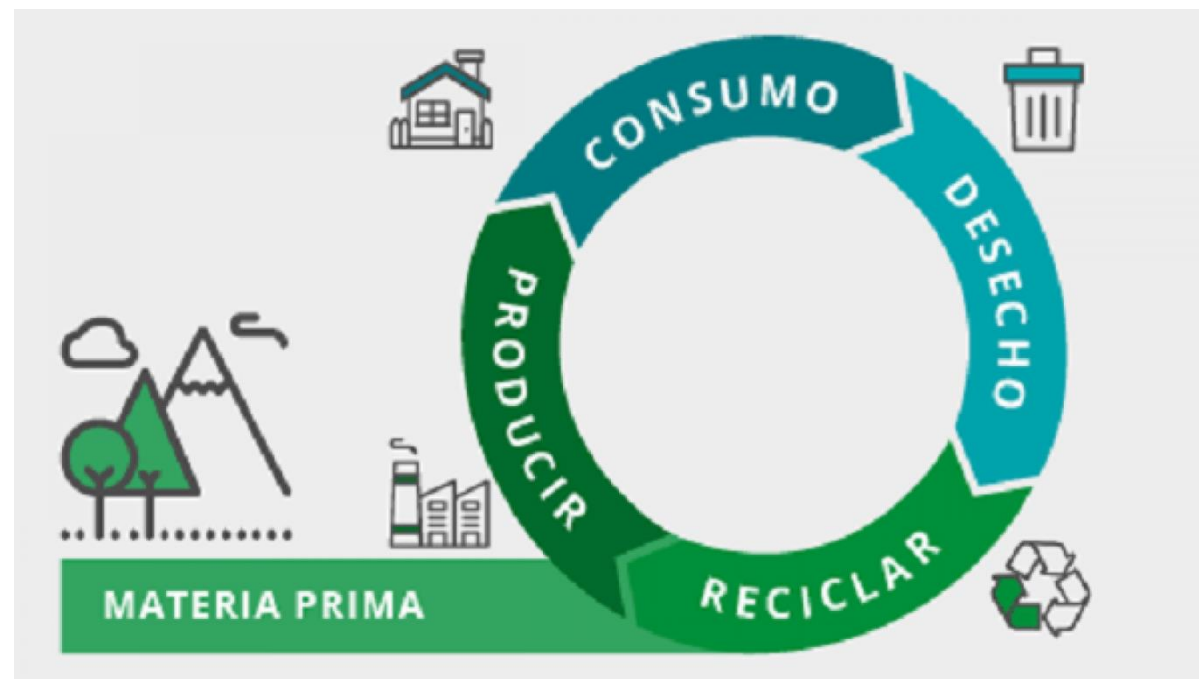 CONSUMO
DESECHO
PRODUCIR
RECICLAR
MATERIA PRIMA